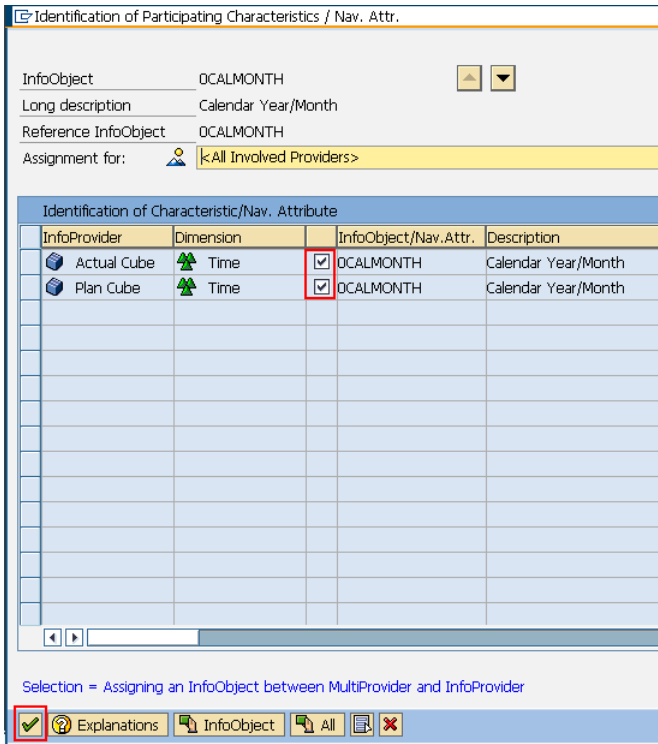 Identification of Participating Characteristics / Nav. Attr.
InfoObject 0CALMONTH
Long description Calendar Year/Month
Reference InfoObject 0CALMONTH
Assignment for: <All Involved Providers>
Identification of Characteristic/Nav. Attribute
InfoProvider Dimension InfoObject/Nav.Attr. Description
Actual Cube Time 0CALMONTH Calendar Year/Month
Plan Cube Time 0CALMONTH Calendar Year/Month
Selection = Assigning an InfoObject between MultiProvider and InfoProvider
Explanations InfoObject All